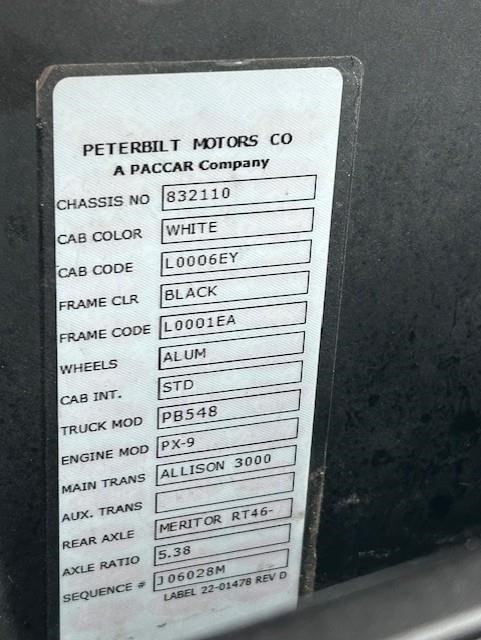 PETERBILT MOTORS CO
A PACCAR Company
CHASSIS NO 832110
CAB COLOR WHITE
CAB CODE L0006EY
FRAME CLR BLACK
FRAME CODE L0001EA
WHEELS ALUM
CAB INT. STD
TRUCK MOD PB548
ENGINE MOD PX-9
MAIN TRANS ALLISON 3000
AUX. TRANS
REAR AXLE MERITOR RT46-
AXLE RATIO 5.38
SEQUENCE # J06028M
LABEL 22-01478 REV D